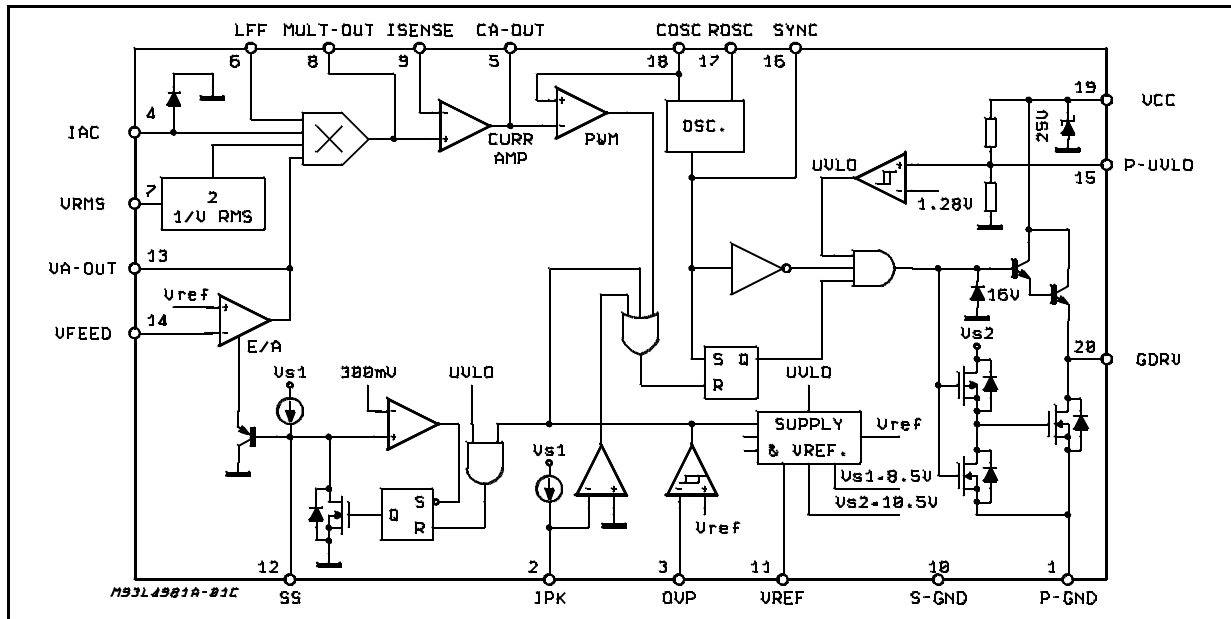 LFF MULT-OUT ISENSE CA-OUT COSC ROSC SYNC
6 8 9 5 18 17 16
19
VCC
4
IAC
OSC.
25V
CURR
AMP
PWM
UVLO
P-UVLO
15
7
2
1/V RMS
VRMS
1.28V
13
VA-OUT
Vref
16V
14
VFEED
E/A
Vs2
20
GDRV
S Q
R
Vs1
300mV
UVLO
UVLO
SUPPLY
& VREF.
Vref
Vs1
Vs1=8.5V
Vs2=10.5V
Q S
R
Vref
12 2 3 11 10 1
M93L4981A-01C
SS IPK OVP VREF S-GND P-GND